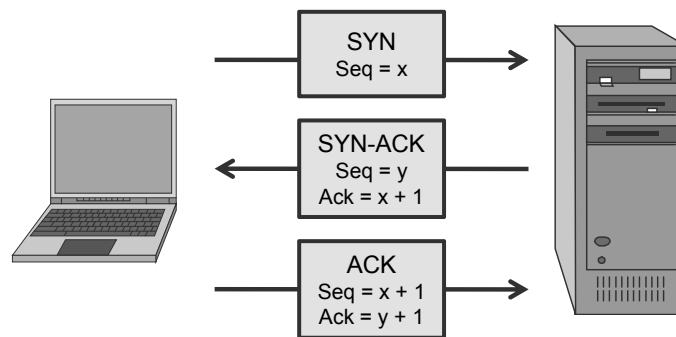 SYN
Seq = x
SYN-ACK
Seq = y
Ack = x + 1
ACK
Seq = x + 1
Ack = y + 1